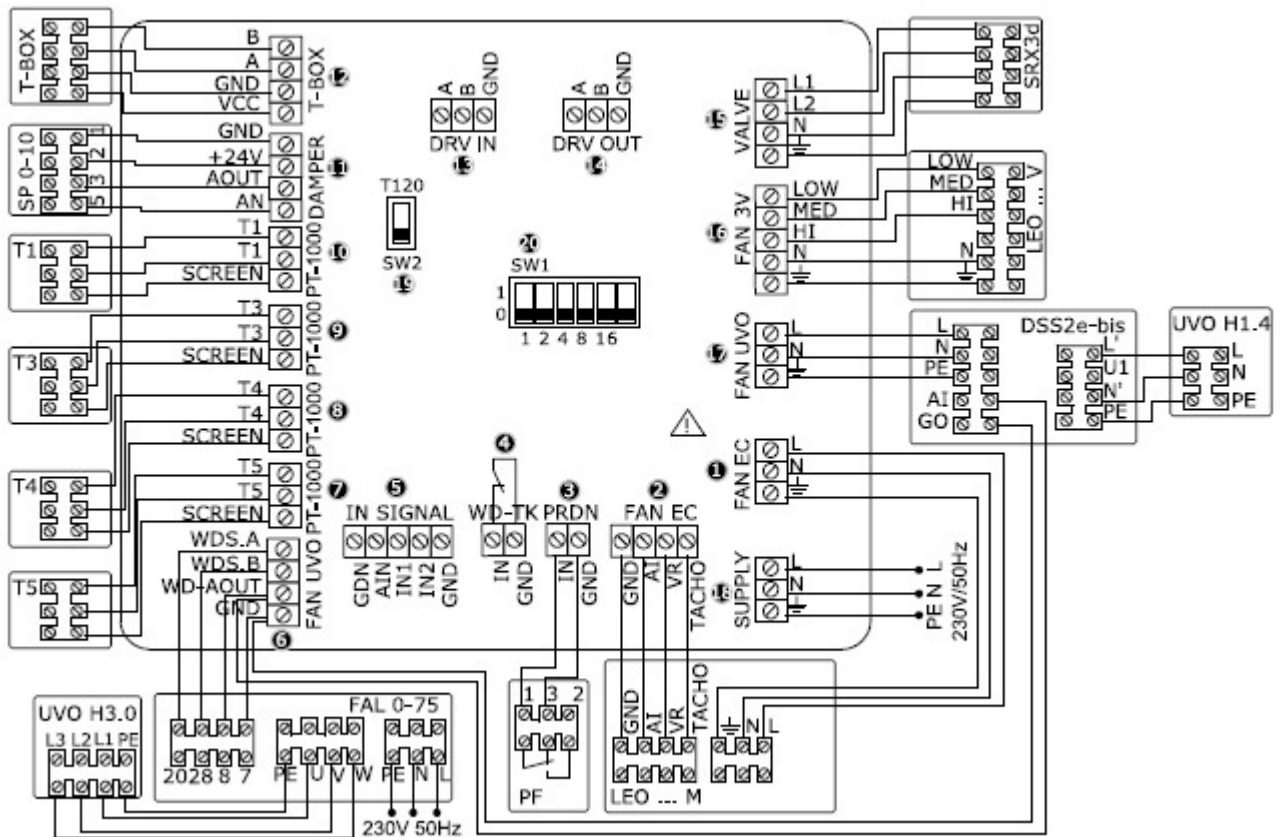 T-BOX
B
A
GND
VCC
T-BOX
12
SP 0-10
1
2
3
5
GND
+24V
AOUT
AN
DAMPER
11
T1
T1
T1
SCREEN
PT-1000
10
T3
T3
T3
SCREEN
PT-1000
9
T4
T4
T4
SCREEN
PT-1000
8
T5
T5
T5
SCREEN
PT-1000
7
WDS.A
WDS.B
WD-AOUT
GND
FAN UVO
6
A
B
GND
DRV IN
13
A
B
GND
DRV OUT
14
T120
SW2
19
20
SW1
1
0
1 2 4 8 16
5
IN SIGNAL
GDN
AIN
IN1
IN2
GND
4
WD-TK
IN
GND
3
PRDN
IN
GND
2
FAN EC
GND
AI
VR
TACHO
15
VALVE
L1
L2
N
SRX3d
16
FAN 3V
LOW
MED
HI
N
LOW
MED
HI
N
LEO ... V
17
FAN UVO
L
N
L
N
PE
AI
GO
DSS2e-bis
L'
U1
N'
PE
UVO H1.4
L
N
PE
1
FAN EC
L
N
18
SUPPLY
L
N
L
N
PE
230V/50Hz
UVO H3.0
L3 L2 L1 PE
FAL 0-75
20 28 8 7
PE U V W
PE N L
230V 50Hz
1 3 2
PF
GND
AI
VR
TACHO
N L
LEO ... M